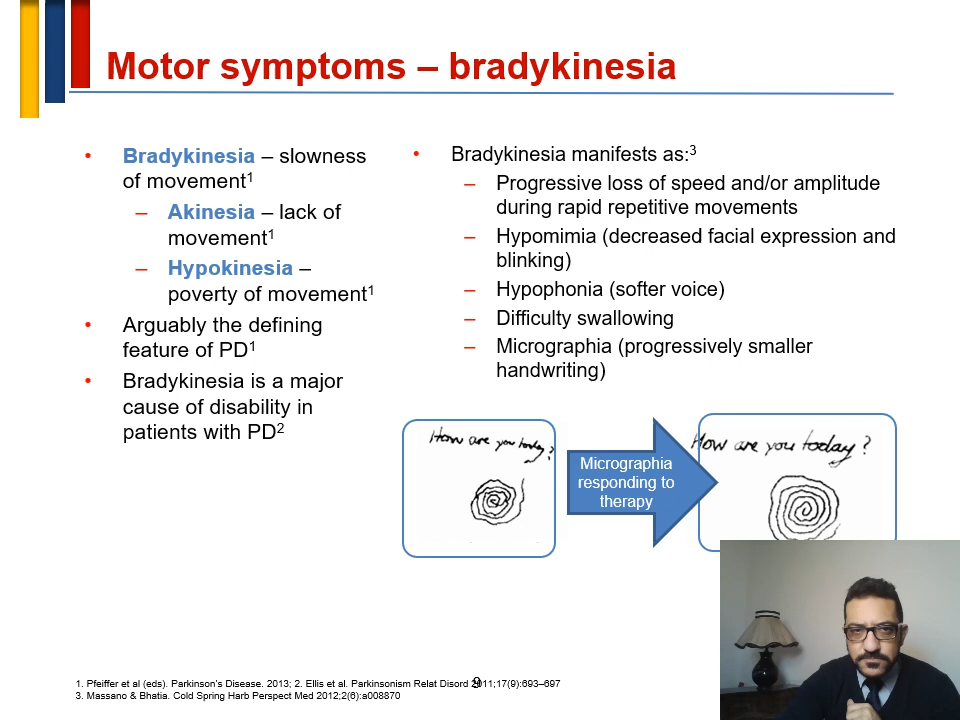 Motor symptoms – bradykinesia
• Bradykinesia – slowness
of movement1
– Akinesia – lack of
movement1
– Hypokinesia –
poverty of movement1
• Arguably the defining
feature of PD1
• Bradykinesia is a major
cause of disability in
patients with PD2
• Bradykinesia manifests as:3
– Progressive loss of speed and/or amplitude
during rapid repetitive movements
– Hypomimia (decreased facial expression and
blinking)
– Hypophonia (softer voice)
– Difficulty swallowing
– Micrographia (progressively smaller
handwriting)
How are you today?
Micrographia
responding to
therapy
How are you today?
1. Pfeiffer et al (eds). Parkinson's Disease. 2013; 2. Ellis et al. Parkinsonism Relat Disord 2011;17(9):693–697
3. Massano & Bhatia. Cold Spring Harb Perspect Med 2012;2(6):a008870
9